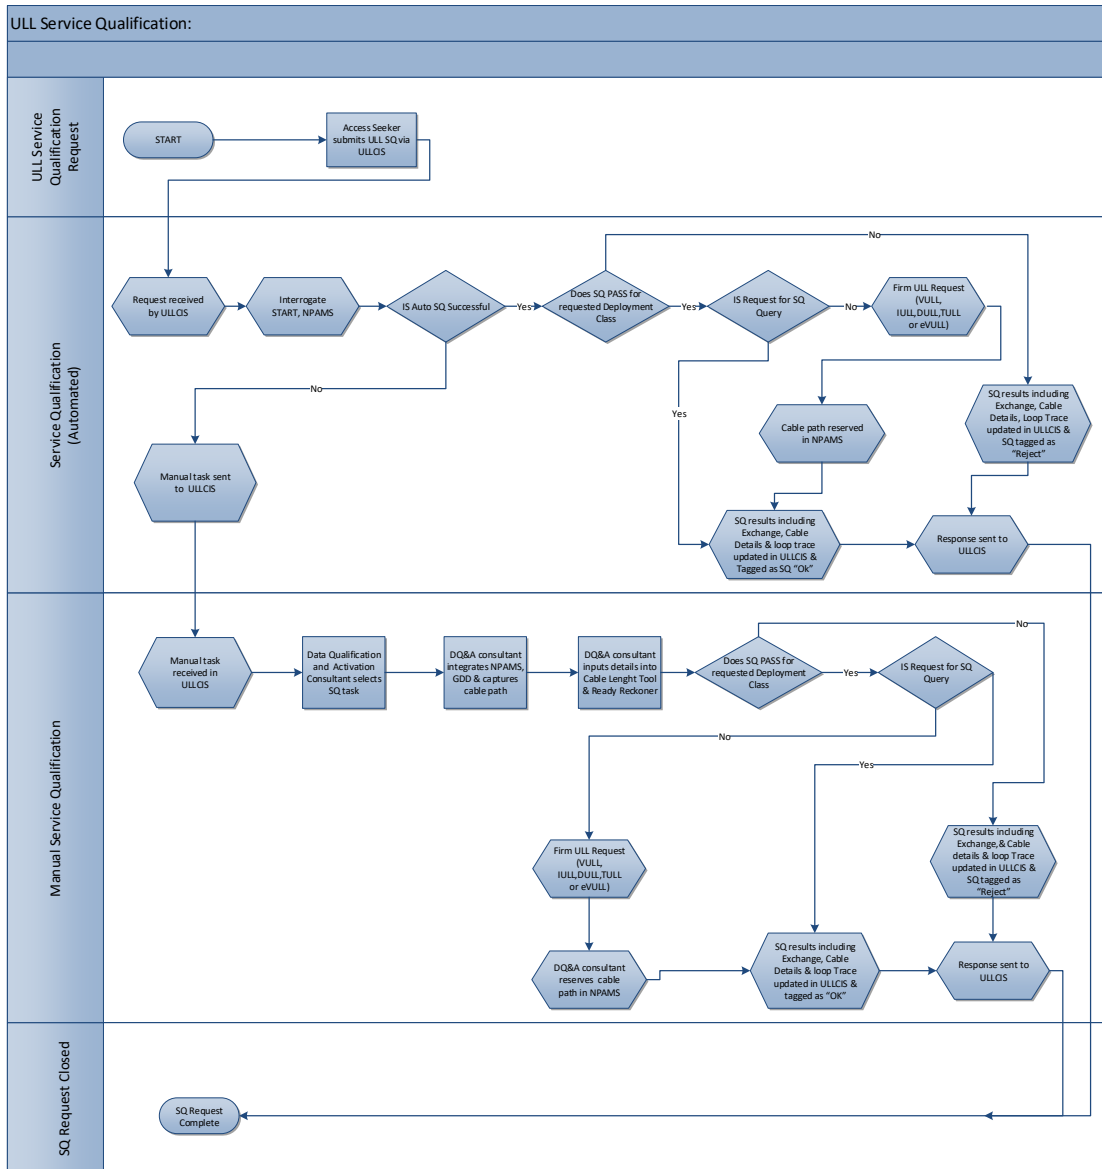 ULL Service Qualification:
ULL Service
Qualification
Request
START
Access Seeker
submits ULL SQ via
ULLCIS
Service Qualification
(Automated)
Request received
by ULLCIS
Interrogate
START, NPAMS
IS Auto SQ Successful
Yes
Does SQ PASS for
requested Deployment
Class
Yes
IS Request for SQ
Query
No
Firm ULL Request
(VULL,
IULL,DULL,TULL
or eVULL)
No
No
Yes
Manual task sent
to ULLCIS
Cable path reserved
in NPAMS
SQ results including
Exchange, Cable
Details, Loop Trace
updated in ULLCIS &
SQ tagged as
“Reject”
SQ results including
Exchange, Cable
Details & loop trace
updated in ULLCIS &
Tagged as SQ “Ok”
Response sent to
ULLCIS
Manual Service Qualification
Manual task
received in
ULLCIS
Data Qualification
and Activation
Consultant selects
SQ task
DQ&A consultant
integrates NPAMS,
GDD & captures
cable path
DQ&A consultant
inputs details into
Cable Lenght Tool
& Ready Reckoner
Does SQ PASS for
requested Deployment
Class
Yes
IS Request for SQ
Query
No
No
Yes
Firm ULL Request
(VULL,
IULL,DULL,TULL
or eVULL)
SQ results including
Exchange,& Cable
details & loop Trace
updated in ULLCIS &
SQ tagged as
“Reject”
DQ&A consultant
reserves cable
path in NPAMS
SQ results including
Exchange, Cable
Details & loop Trace
updated in ULLCIS &
tagged as “OK”
Response sent to
ULLCIS
SQ Request Closed
SQ Request
Complete